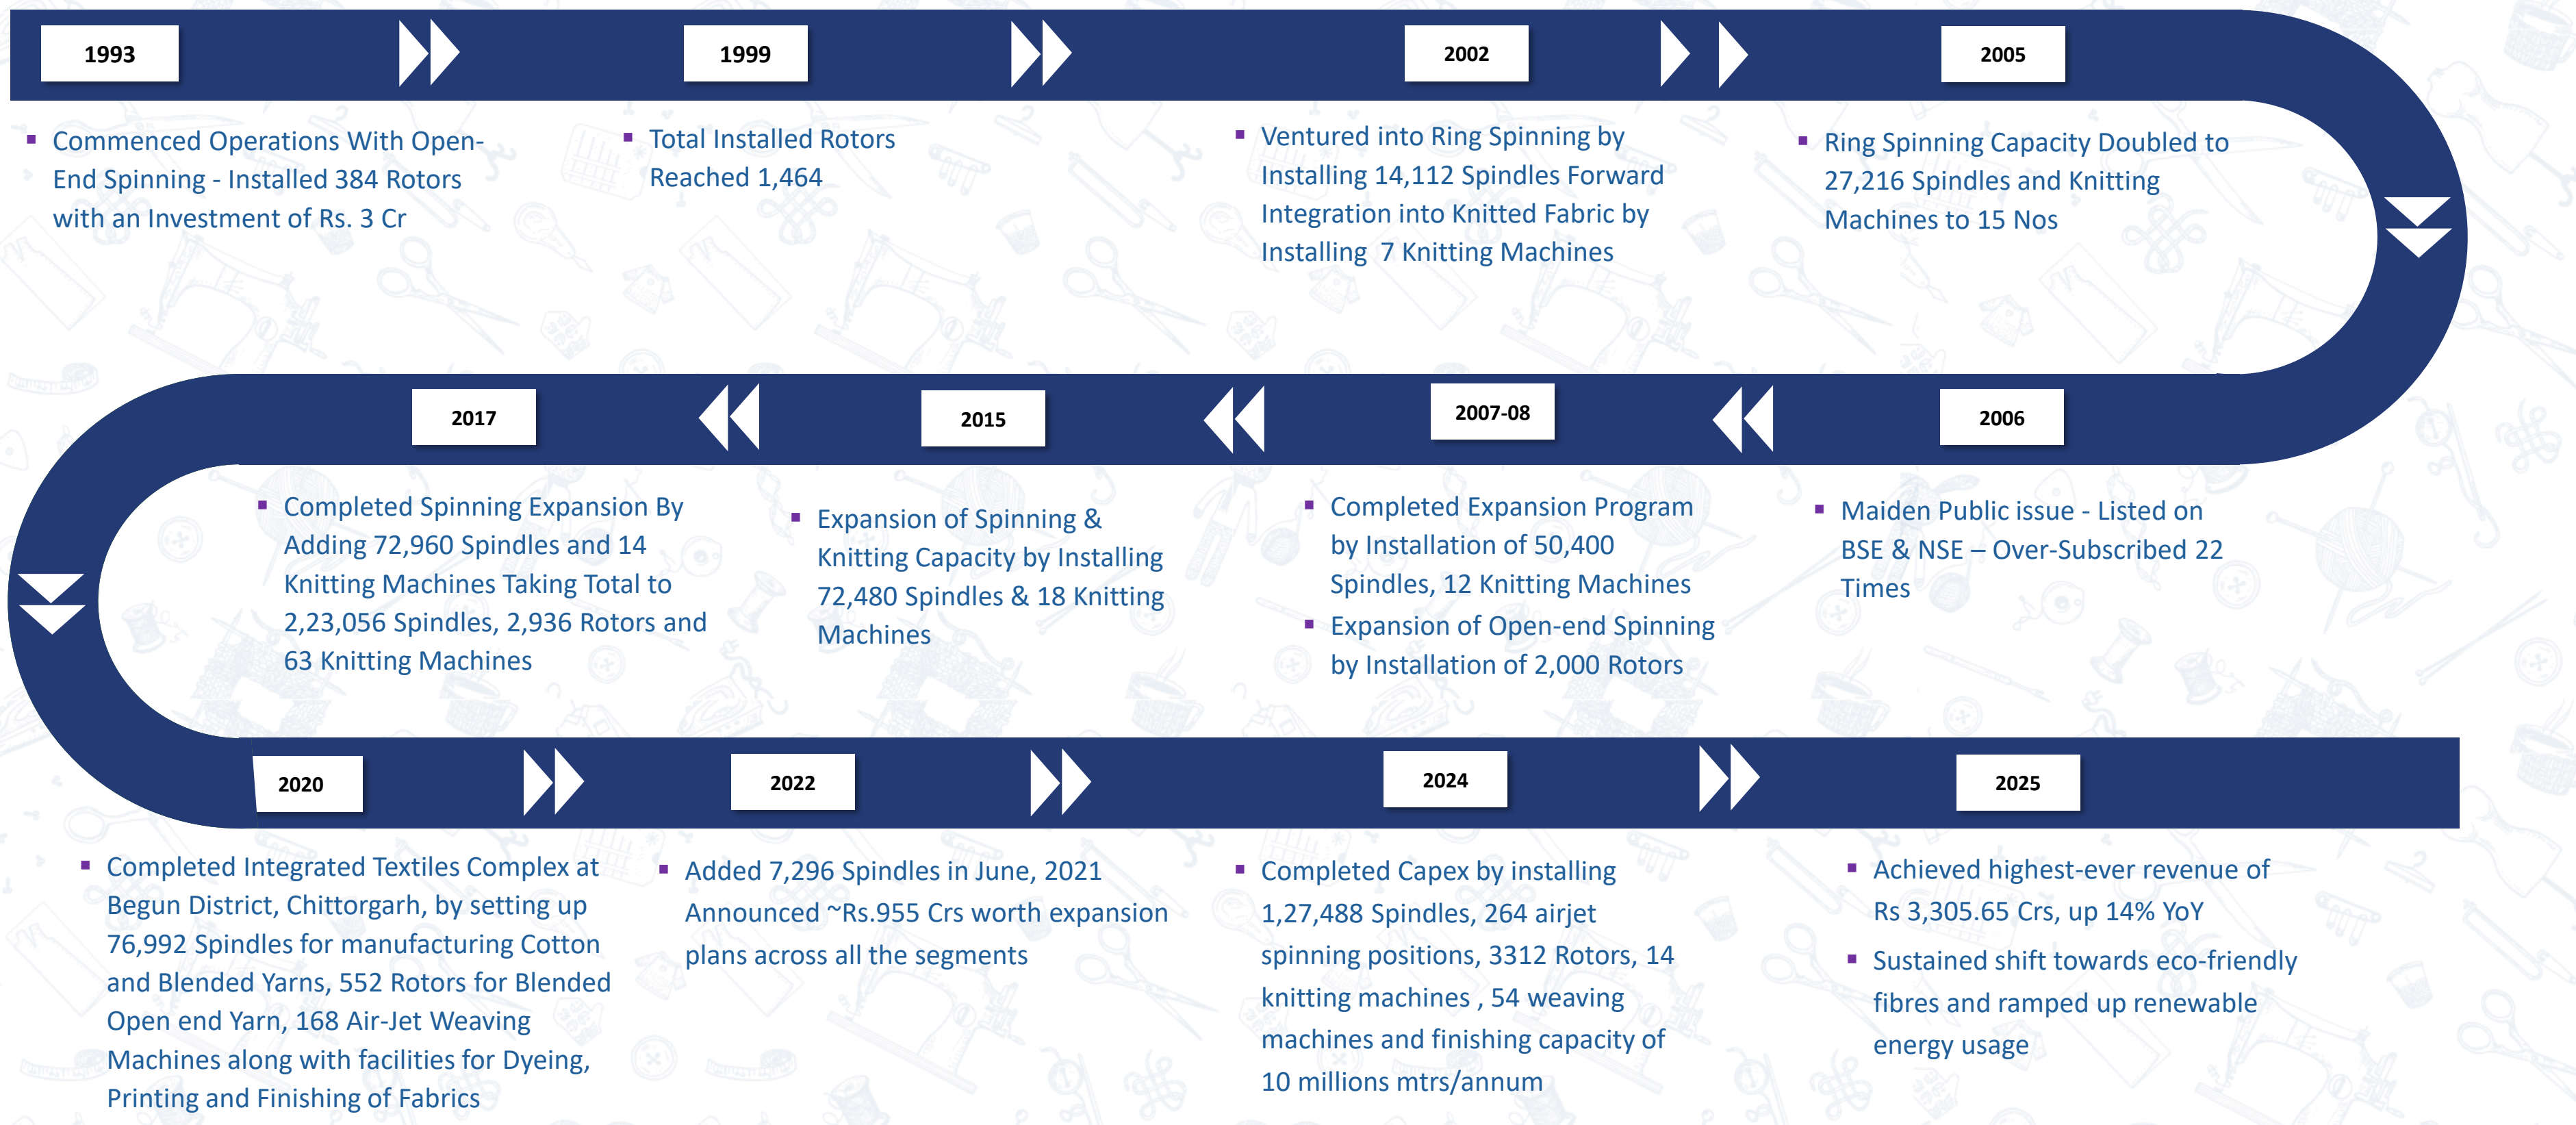 1993
Commenced Operations With Open-
End Spinning - Installed 384 Rotors
with an Investment of Rs. 3 Cr
1999
Total Installed Rotors
Reached 1,464
2002
Ventured into Ring Spinning by
Installing 14,112 Spindles Forward
Integration into Knitted Fabric by
Installing 7 Knitting Machines
2005
Ring Spinning Capacity Doubled to
27,216 Spindles and Knitting
Machines to 15 Nos
2006
Maiden Public issue - Listed on
BSE & NSE – Over-Subscribed 22
Times
2007-08
Completed Expansion Program
by Installation of 50,400
Spindles, 12 Knitting Machines
Expansion of Open-end Spinning
by Installation of 2,000 Rotors
2015
Expansion of Spinning &
Knitting Capacity by Installing
72,480 Spindles & 18 Knitting
Machines
2017
Completed Spinning Expansion By
Adding 72,960 Spindles and 14
Knitting Machines Taking Total to
2,23,056 Spindles, 2,936 Rotors and
63 Knitting Machines
2020
Completed Integrated Textiles Complex at
Begun District, Chittorgarh, by setting up
76,992 Spindles for manufacturing Cotton
and Blended Yarns, 552 Rotors for Blended
Open end Yarn, 168 Air-Jet Weaving
Machines along with facilities for Dyeing,
Printing and Finishing of Fabrics
2022
Added 7,296 Spindles in June, 2021
Announced ~Rs.955 Crs worth expansion
plans across all the segments
2024
Completed Capex by installing
1,27,488 Spindles, 264 airjet
spinning positions, 3312 Rotors, 14
knitting machines , 54 weaving
machines and finishing capacity of
10 millions mtrs/annum
2025
Achieved highest-ever revenue of
Rs 3,305.65 Crs, up 14% YoY
Sustained shift towards eco-friendly
fibres and ramped up renewable
energy usage